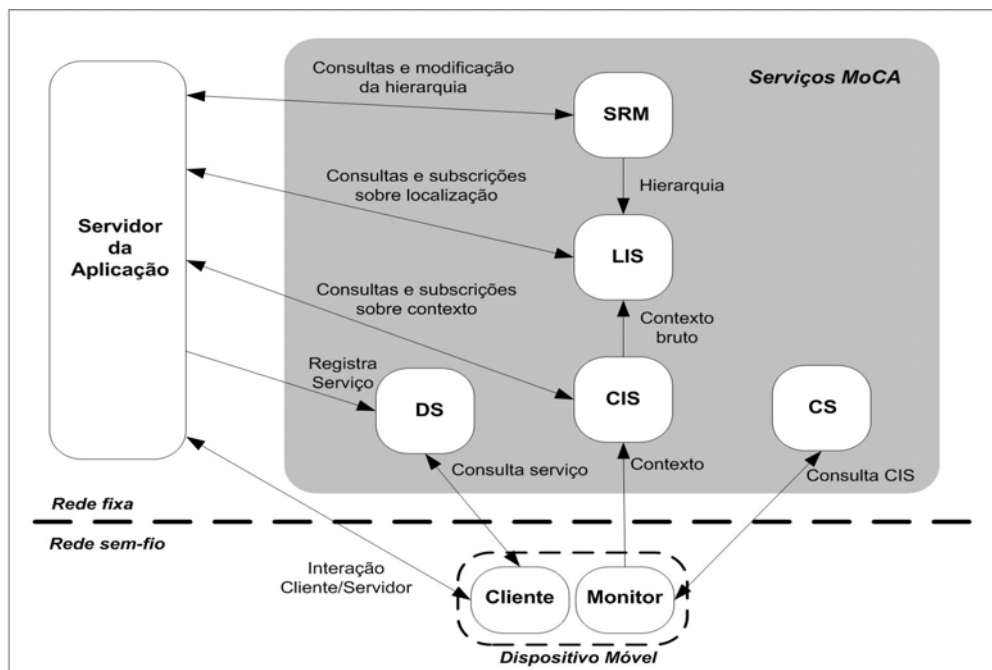 Consultas e modificação
da hierarquia
Serviços MoCA
SRM
Consultas e subscrições
sobre localização
Hierarquia
Servidor
da
Aplicação
LIS
Consultas e subscrições
sobre contexto
Contexto
bruto
Registra
Serviço
DS
CIS
CS
Consulta serviço
Contexto
Consulta CIS
Rede fixa
Rede sem-fio
Interação
Cliente/Servidor
Cliente
Monitor
Dispositivo Móvel